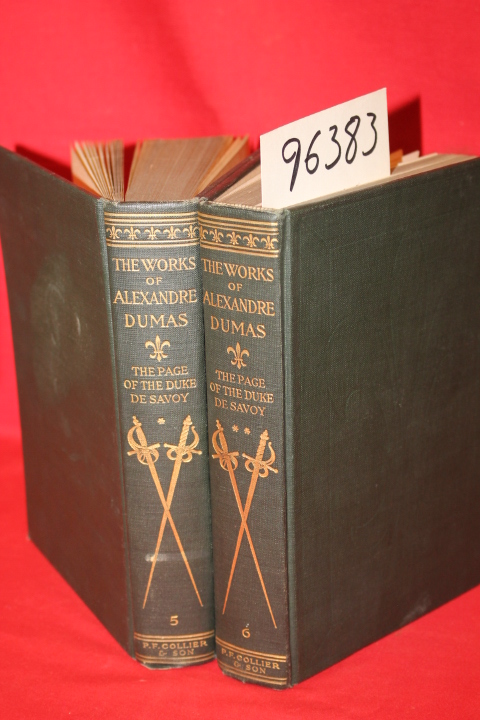 96383
THE WORKS
OF
ALEXANDRE
DUMAS
THE PAGE
OF THE DUKE
DE SAVOY
*
5
P.F. COLLIER
& SON
THE WORKS
OF
ALEXANDRE
DUMAS
THE PAGE
OF THE DUKE
DE SAVOY
**
6
P.F. COLLIER
& SON